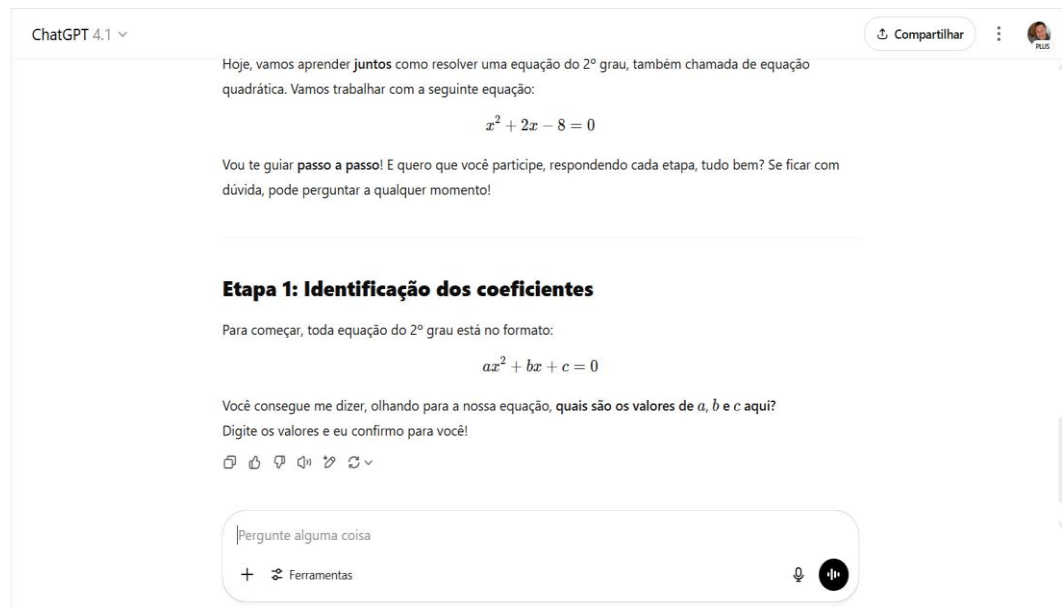 ChatGPT 4.1
Compartilhar
PLUS
Hoje, vamos aprender juntos como resolver uma equação do 2º grau, também chamada de equação
quadrática. Vamos trabalhar com a seguinte equação:
x² + 2x − 8 = 0
Vou te guiar passo a passo! E quero que você participe, respondendo cada etapa, tudo bem? Se ficar com
dúvida, pode perguntar a qualquer momento!
Etapa 1: Identificação dos coeficientes
Para começar, toda equação do 2º grau está no formato:
ax² + bx + c = 0
Você consegue me dizer, olhando para a nossa equação, quais são os valores de a, b e c aqui?
Digite os valores e eu confirmo para você!
Pergunte alguma coisa
Ferramentas